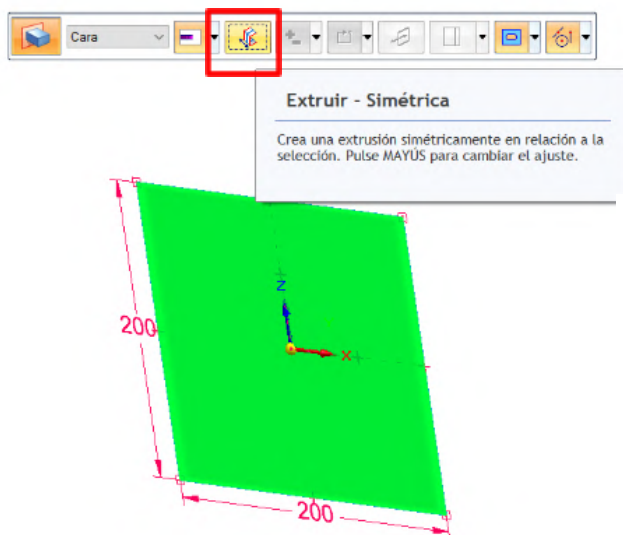 Cara
Extruir - Simétrica
Crea una extrusión simétricamente en relación a la
selección. Pulse MAYÚS para cambiar el ajuste.
Z
200
X
200